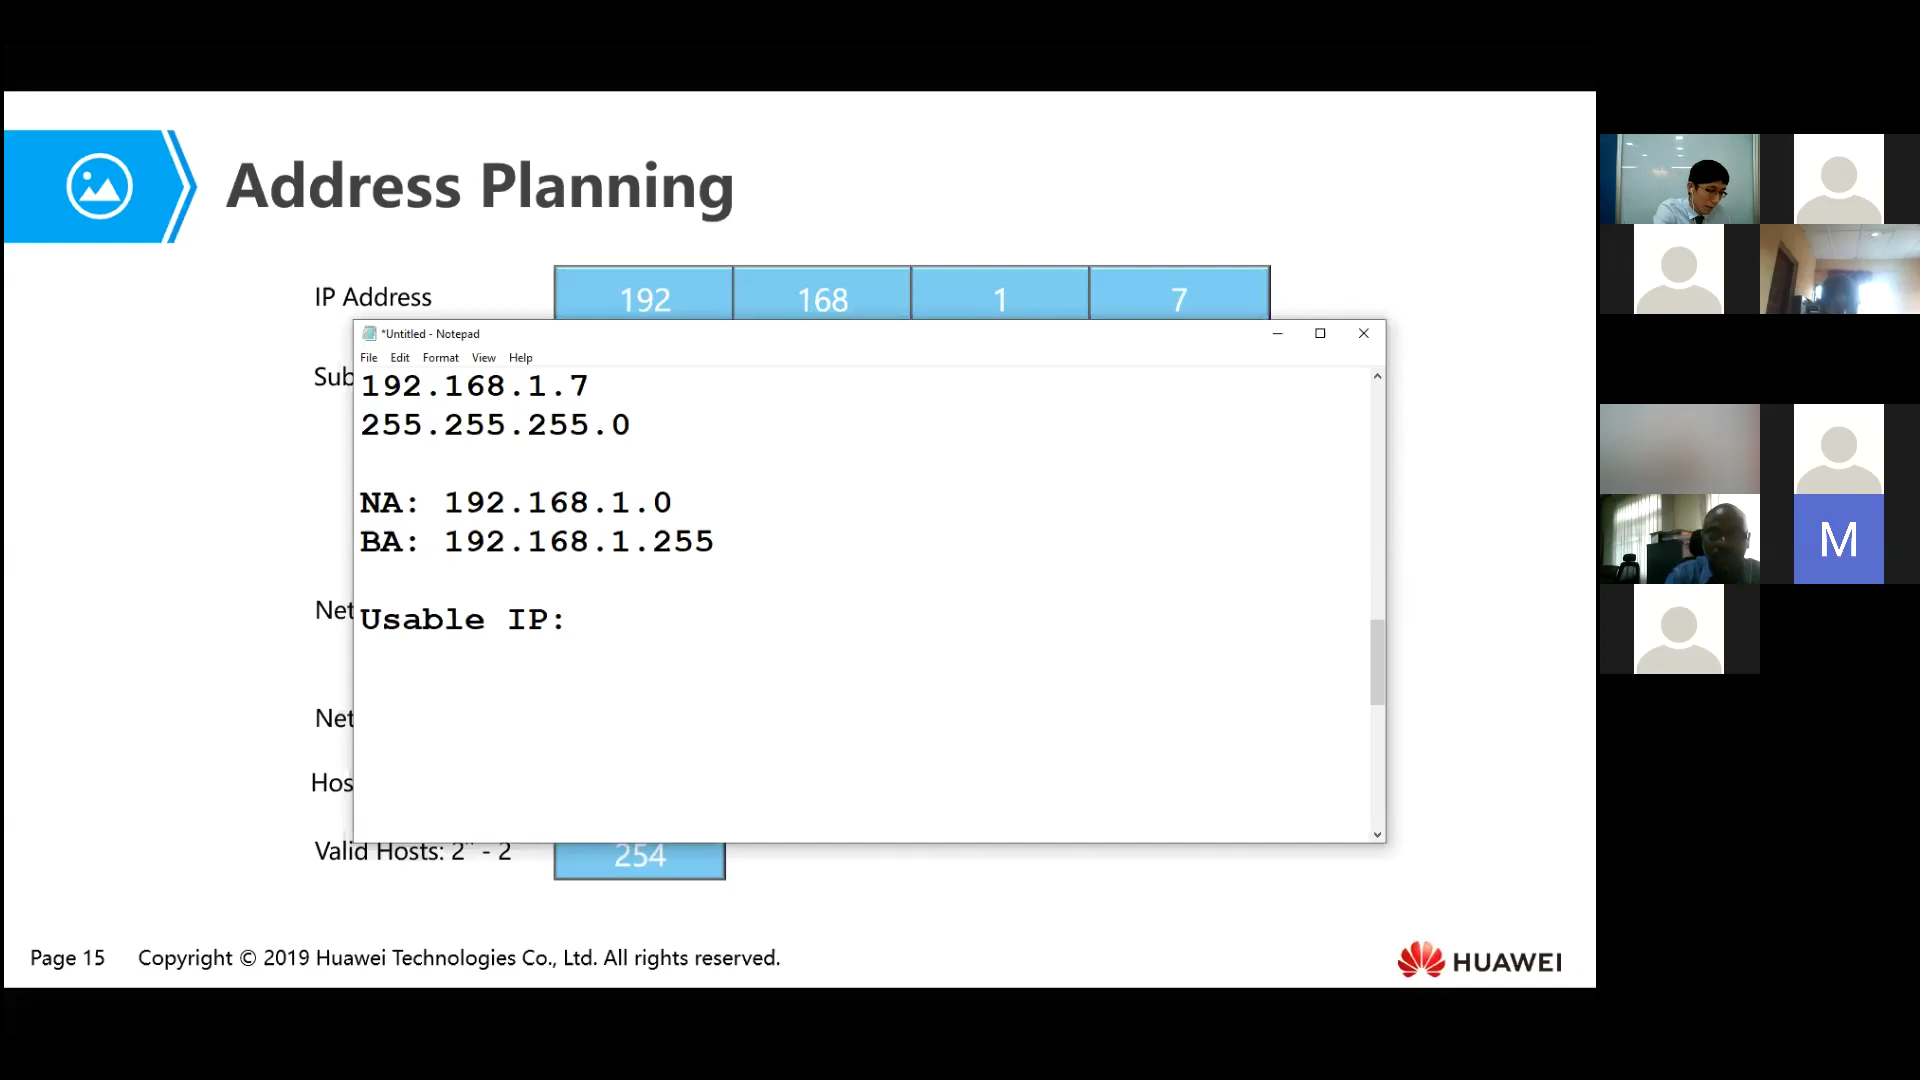 Address Planning
IP Address
192
168
1
7
*Untitled - Notepad
File Edit Format View Help
Sub
192.168.1.7
255.255.255.0
NA: 192.168.1.0
BA: 192.168.1.255
Net
Usable IP:
Net
Hos
Valid Hosts: 2ⁿ - 2
254
Page 15
Copyright © 2019 Huawei Technologies Co., Ltd. All rights reserved.
HUAWEI
M